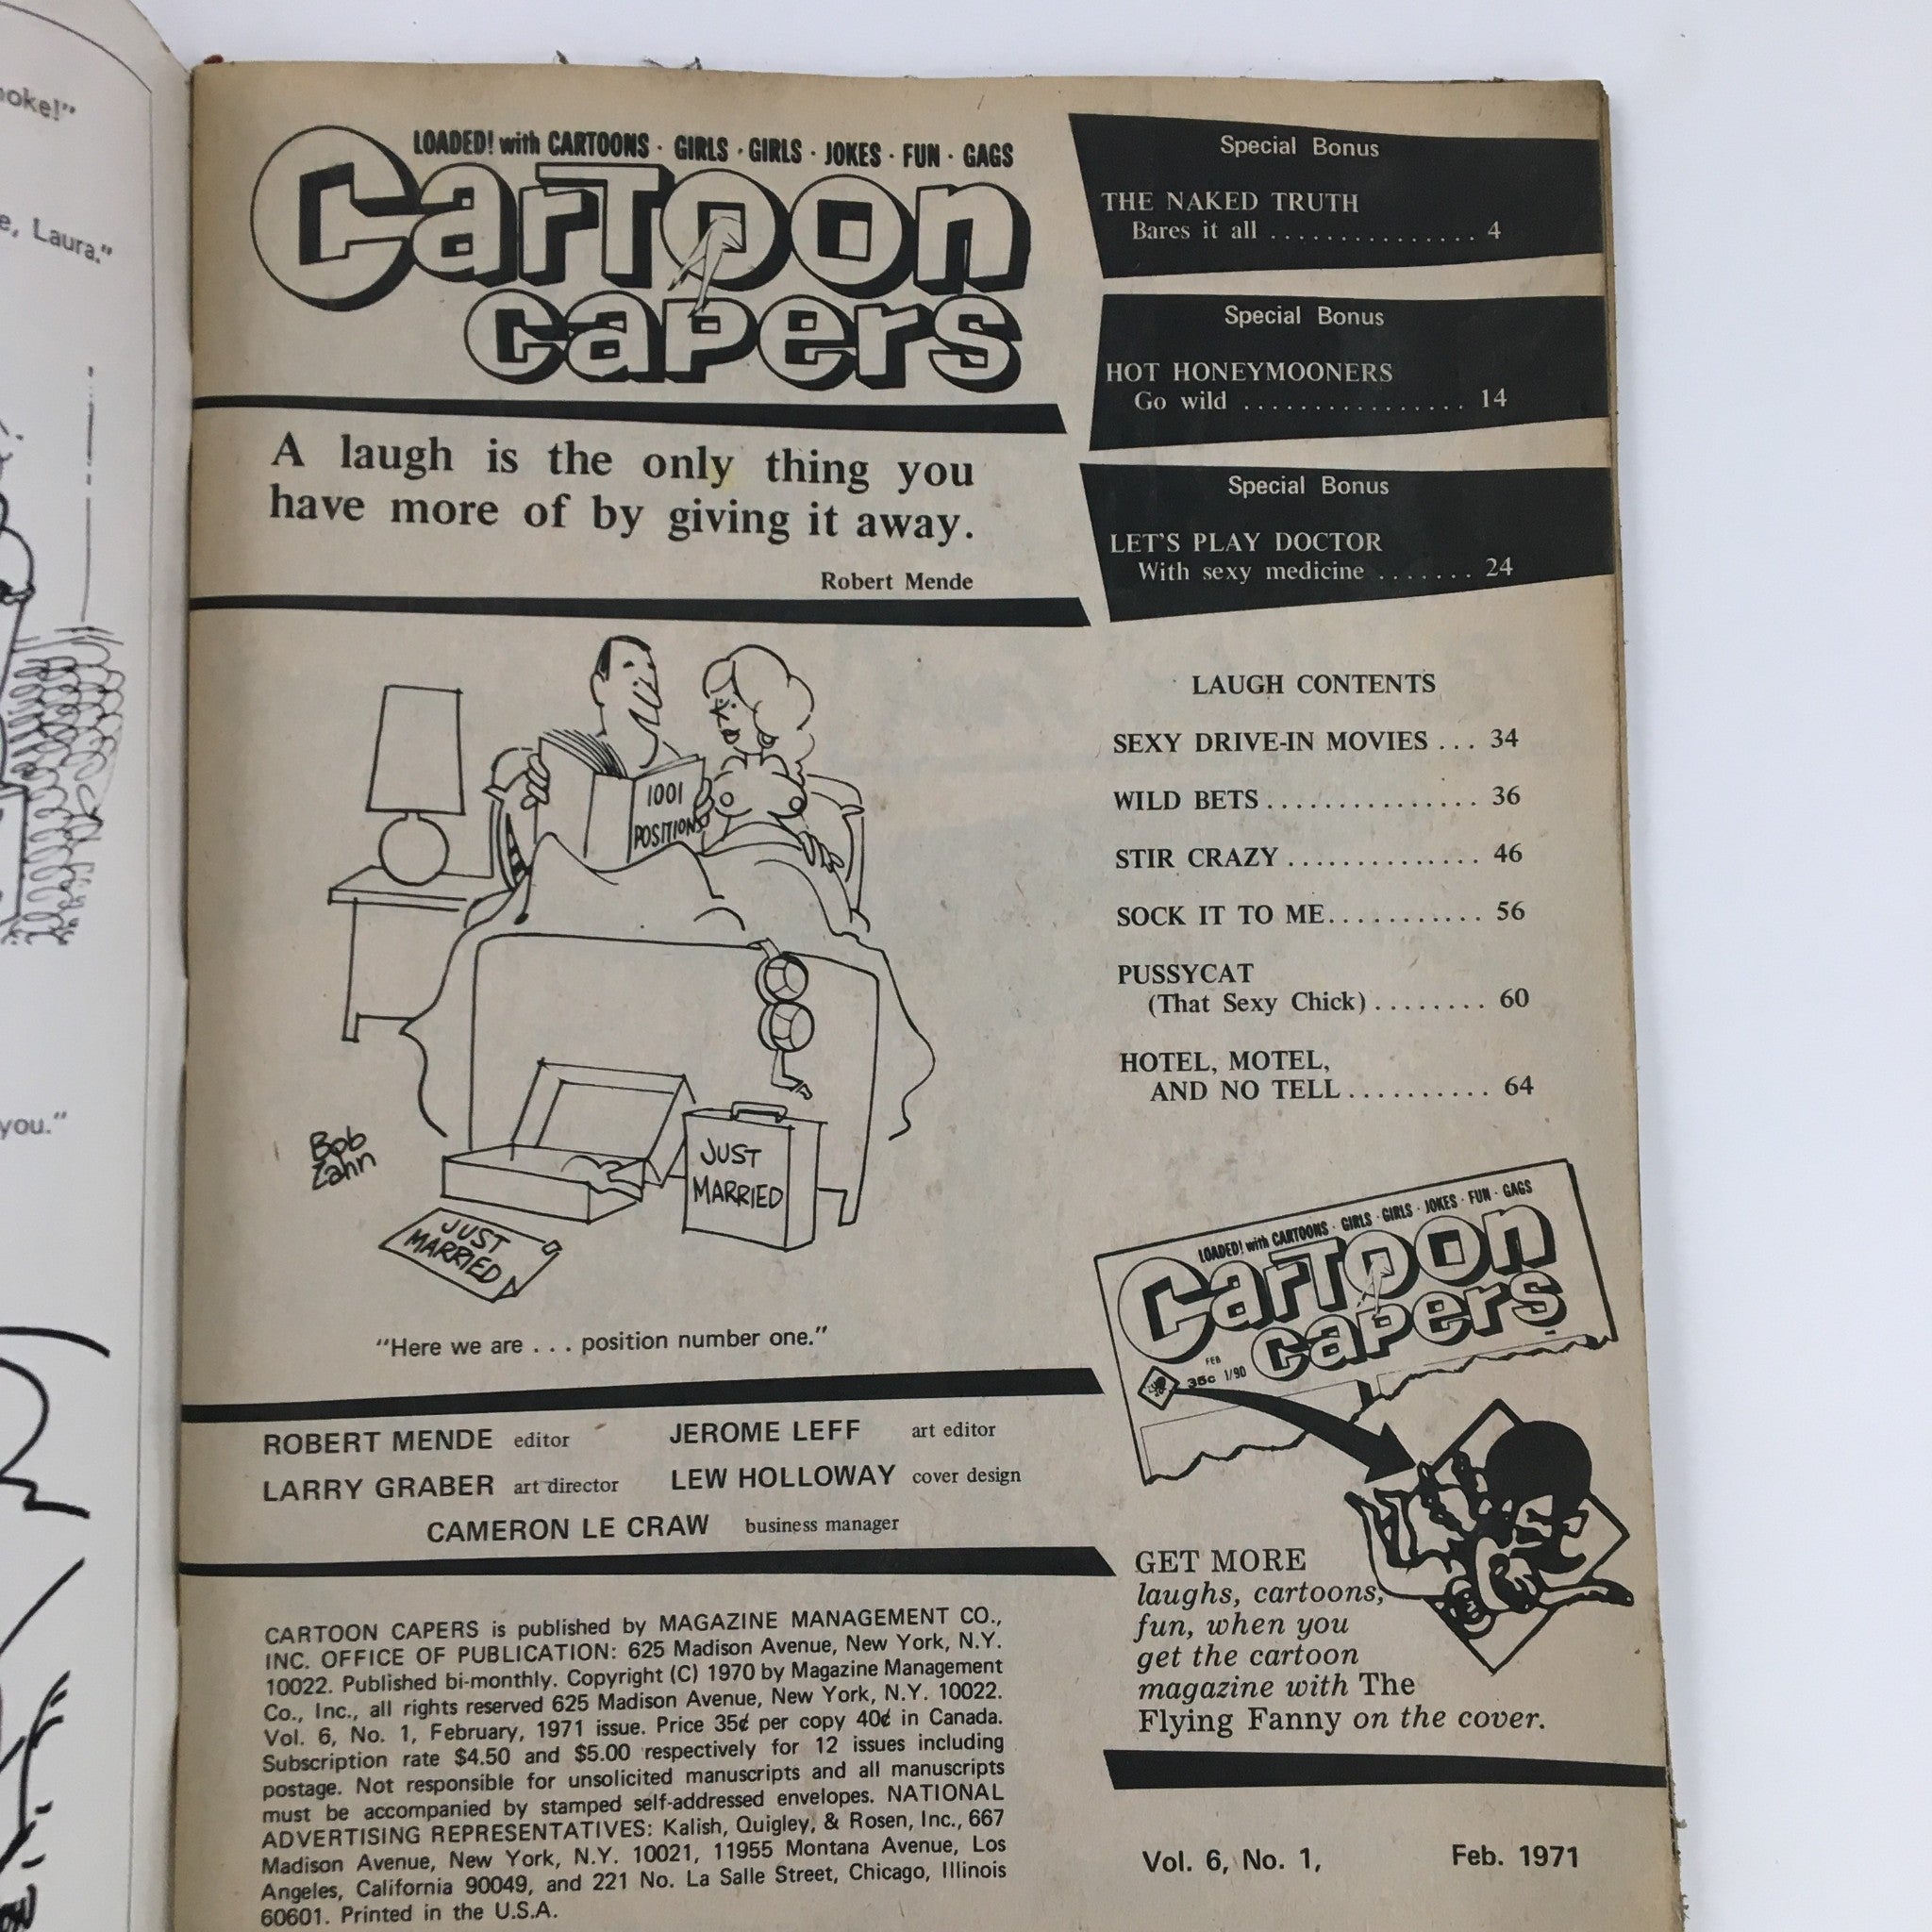 noke!"
e, Laura."
you."
LOADED! with CARTOONS · GIRLS · GIRLS · JOKES · FUN · GAGS
CarToon
capers
A laugh is the only thing you
have more of by giving it away.
Robert Mende
1001
POSITIONS
JUST
MARRIED
JUST
MARRIED
Bob
Zahn
"Here we are . . . position number one."
ROBERT MENDE editor
JEROME LEFF art editor
LARRY GRABER art director
LEW HOLLOWAY cover design
CAMERON LE CRAW business manager
CARTOON CAPERS is published by MAGAZINE MANAGEMENT CO.,
INC. OFFICE OF PUBLICATION: 625 Madison Avenue, New York, N.Y.
10022. Published bi-monthly. Copyright (C) 1970 by Magazine Management
Co., Inc., all rights reserved 625 Madison Avenue, New York, N.Y. 10022.
Vol. 6, No. 1, February, 1971 issue. Price 35¢ per copy 40¢ in Canada.
Subscription rate $4.50 and $5.00 respectively for 12 issues including
postage. Not responsible for unsolicited manuscripts and all manuscripts
must be accompanied by stamped self-addressed envelopes. NATIONAL
ADVERTISING REPRESENTATIVES: Kalish, Quigley, & Rosen, Inc., 667
Madison Avenue, New York, N.Y. 10021, 11955 Montana Avenue, Los
Angeles, California 90049, and 221 No. La Salle Street, Chicago, Illinois
60601. Printed in the U.S.A.
Special Bonus
THE NAKED TRUTH
Bares it all ............... 4
Special Bonus
HOT HONEYMOONERS
Go wild ................ 14
Special Bonus
LET'S PLAY DOCTOR
With sexy medicine ....... 24
LAUGH CONTENTS
SEXY DRIVE-IN MOVIES ... 34
WILD BETS ............... 36
STIR CRAZY .............. 46
SOCK IT TO ME........... 56
PUSSYCAT
(That Sexy Chick) ........ 60
HOTEL, MOTEL,
AND NO TELL .......... 64
LOADED! with CARTOONS · GIRLS · GIRLS · JOKES · FUN · GAGS
CarToon
capers
FEB
35c 1/90
GET MORE
laughs, cartoons,
fun, when you
get the cartoon
magazine with The
Flying Fanny on the cover.
Vol. 6, No. 1, Feb. 1971